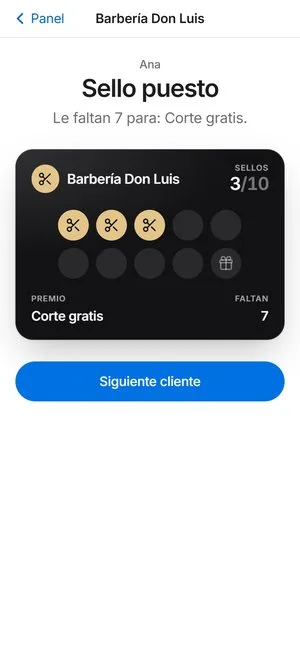 Panel
Barbería Don Luis
Ana
Sello puesto
Le faltan 7 para: Corte gratis.
Barbería Don Luis
SELLOS
3/10
PREMIO
FALTAN
Corte gratis
7
Siguiente cliente